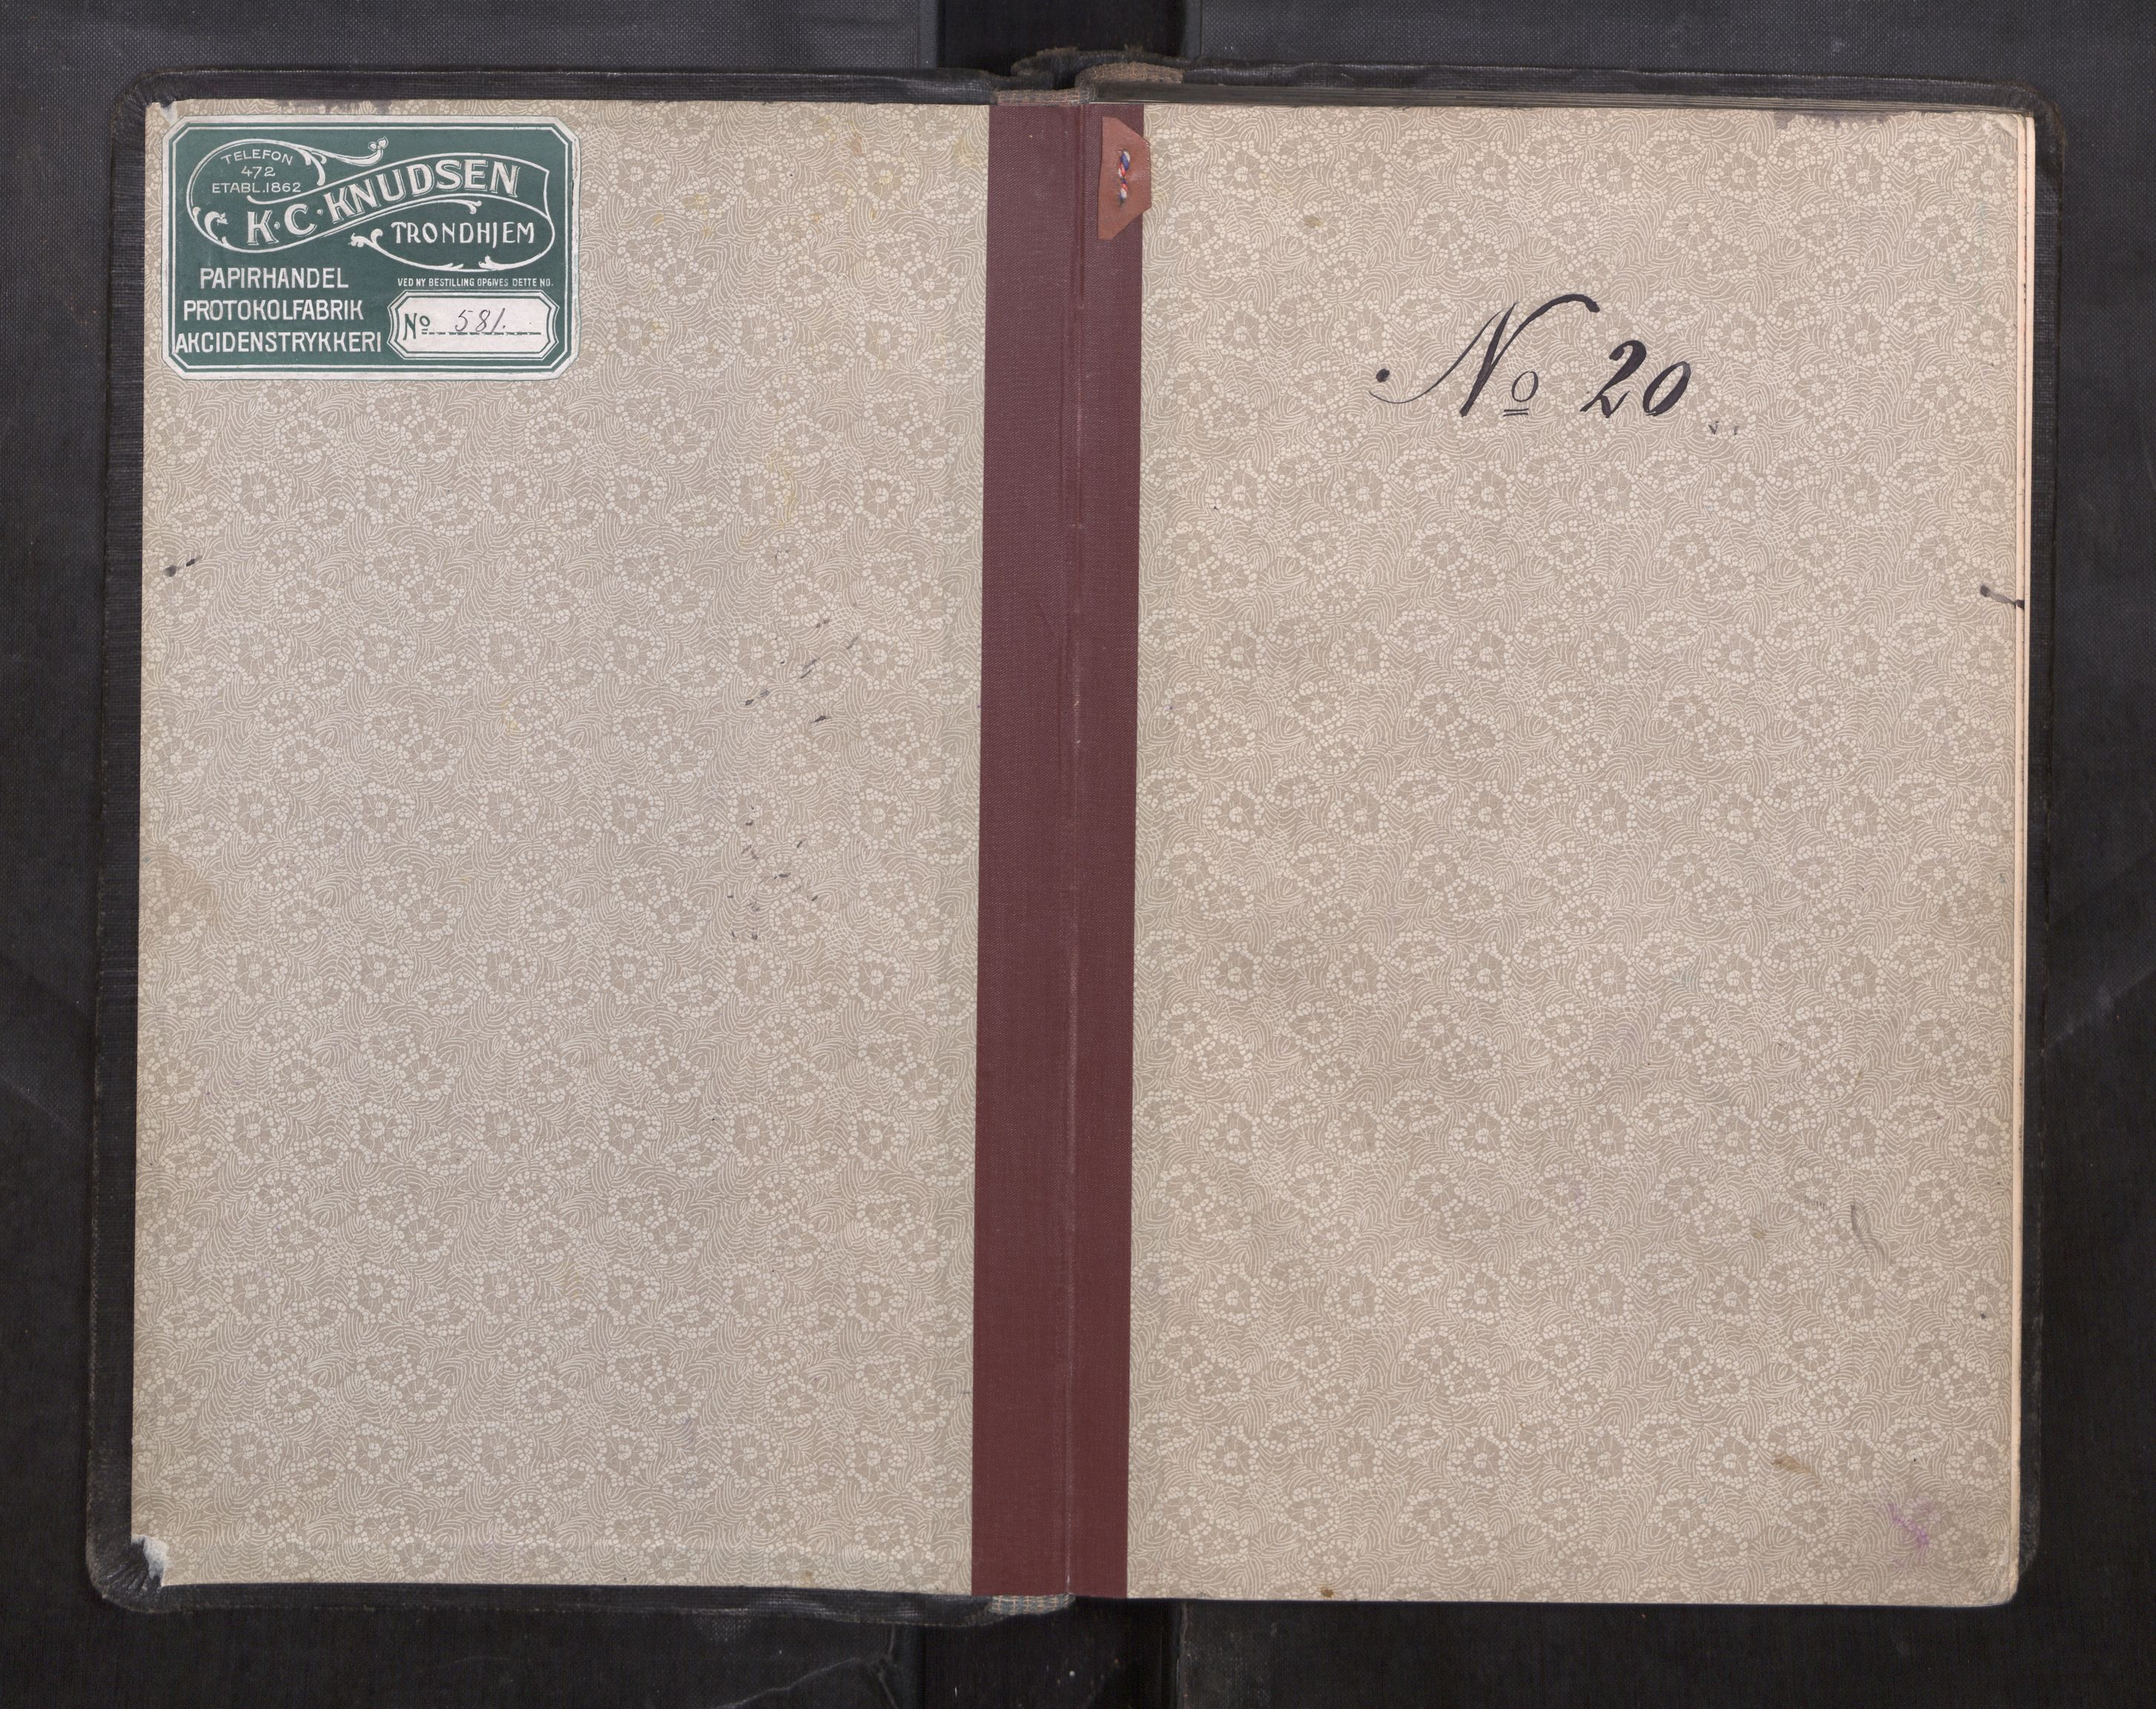 TELEFON
472
ETABL. 1862
K·C·KNUDSEN
TRONDHJEM
PAPIRHANDEL
PROTOKOLFABRIK
AKCIDENSTRYKKERI
VED NY BESTILLING OPGIVES DETTE NO.
No 581.
No 20